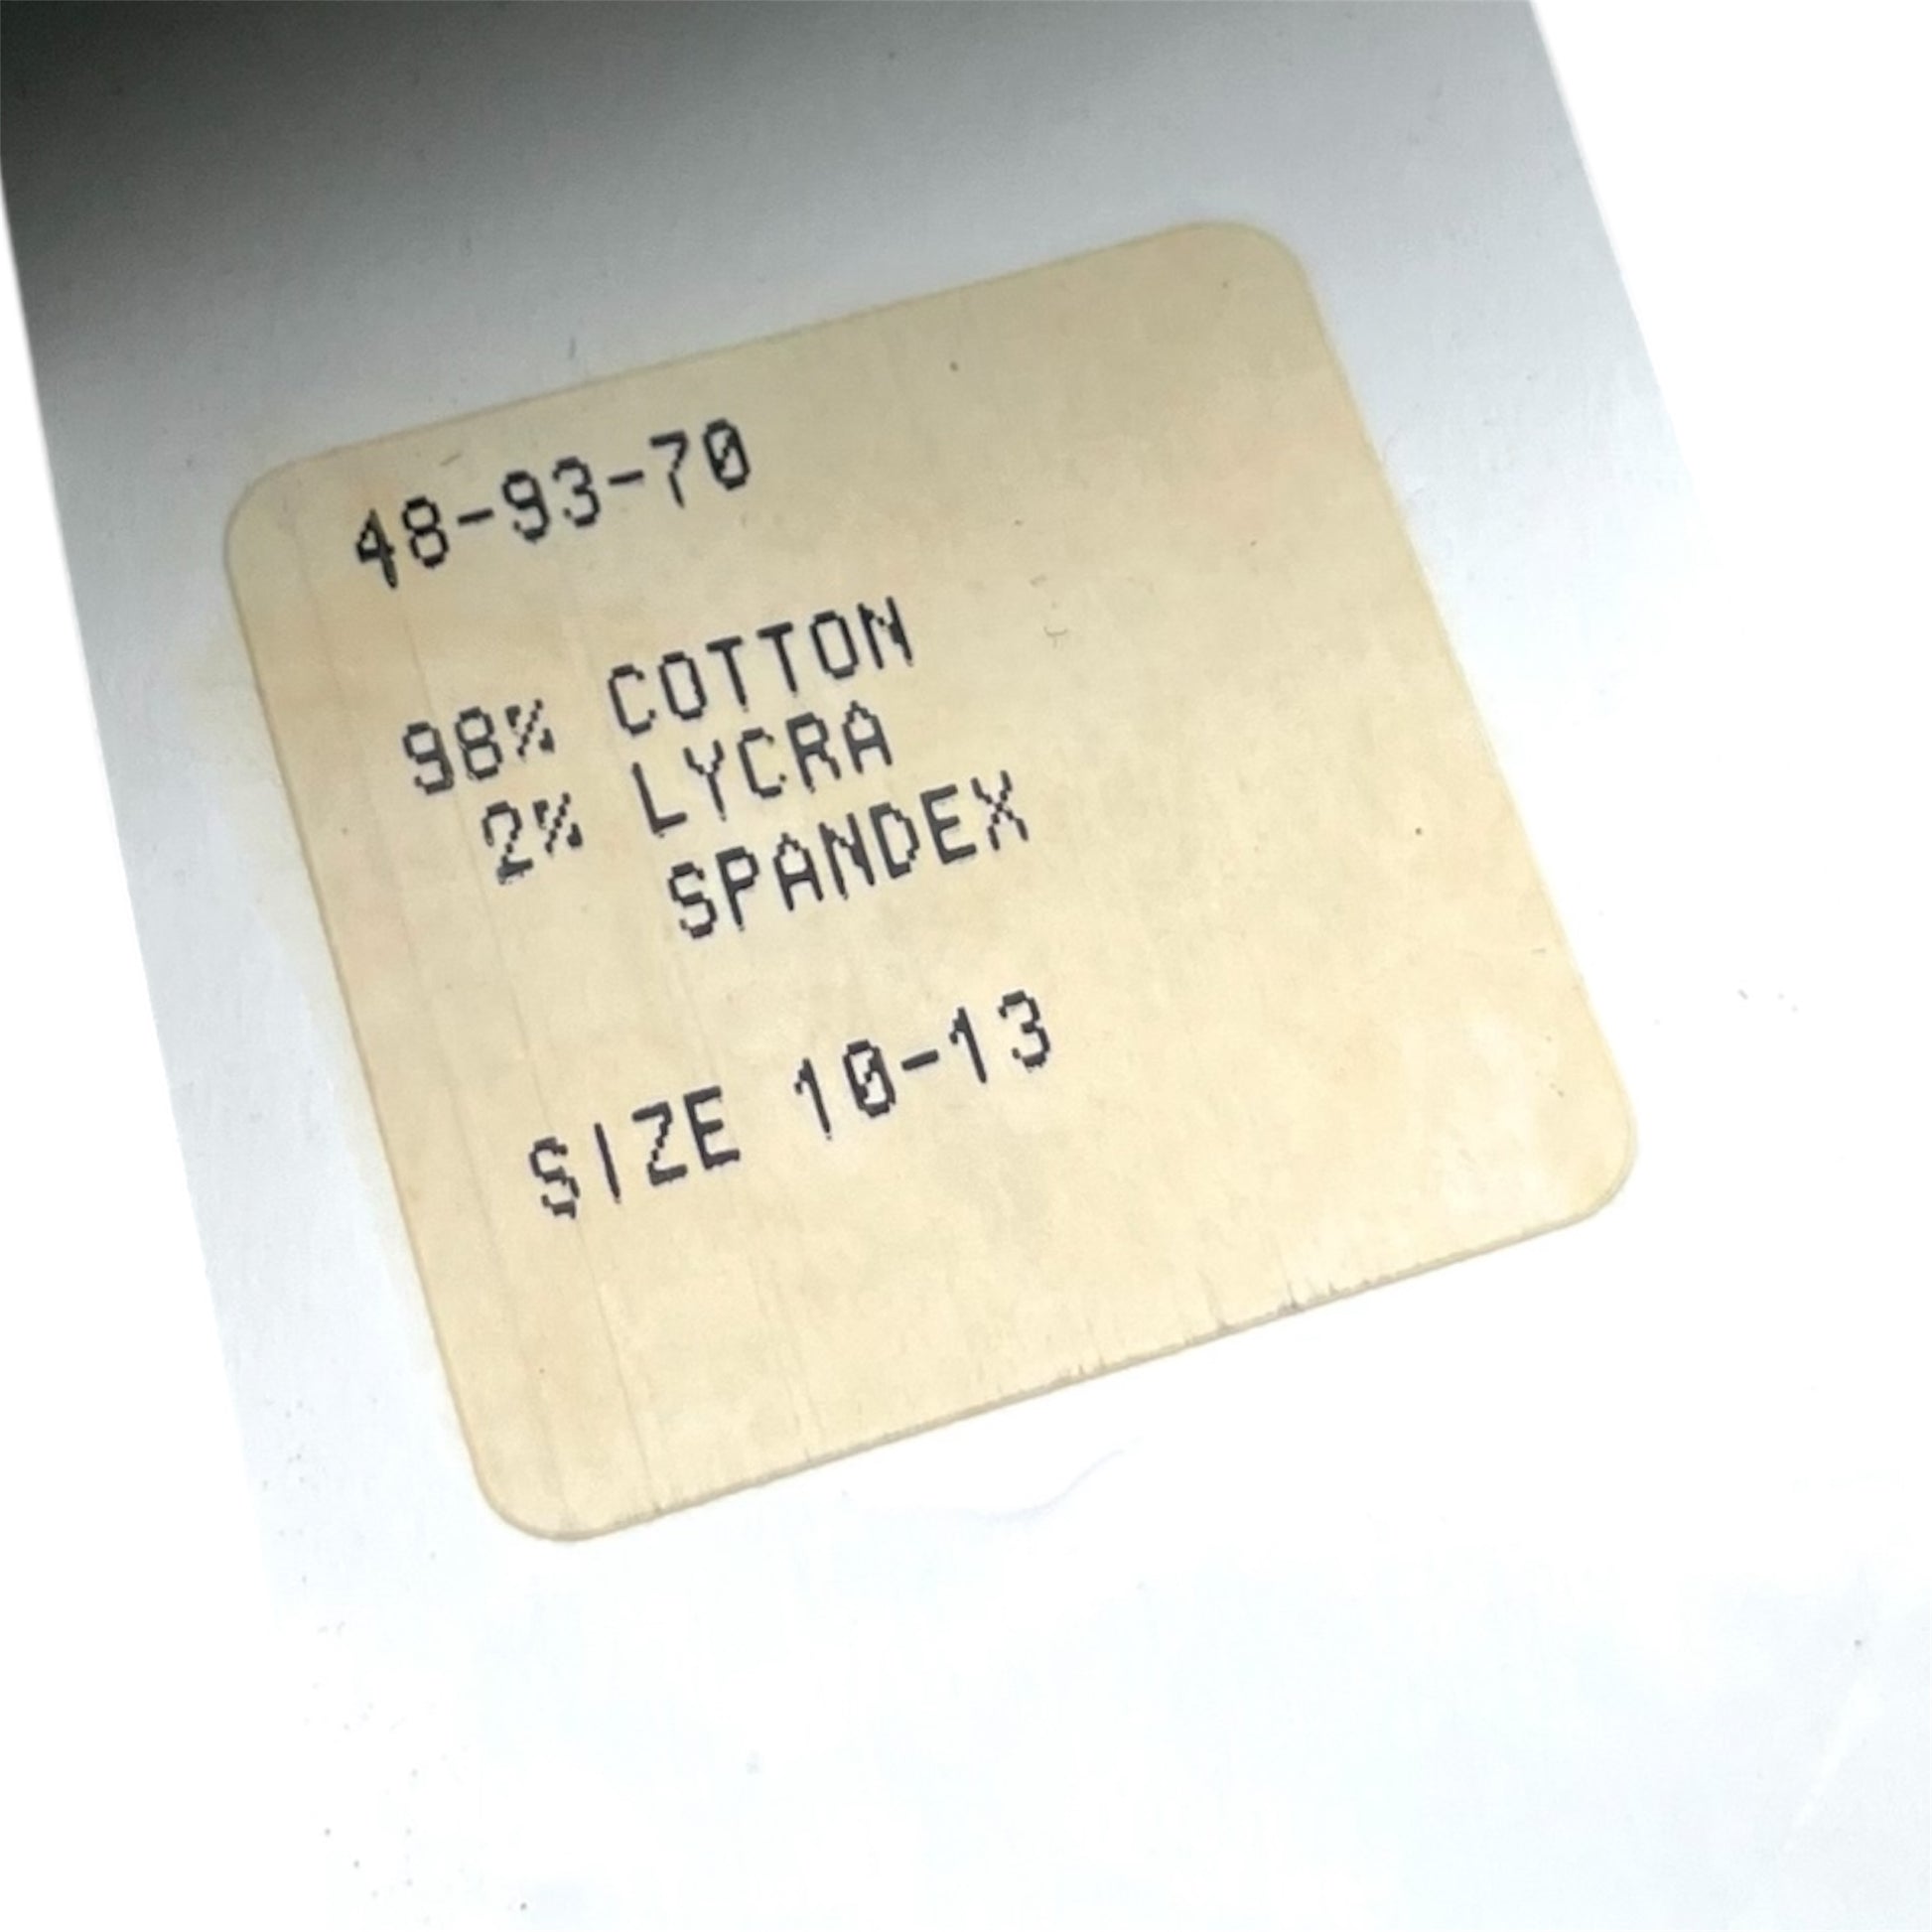 48-93-70
98% COTTON
2% LYCRA
SPANDEX
SIZE 10-13